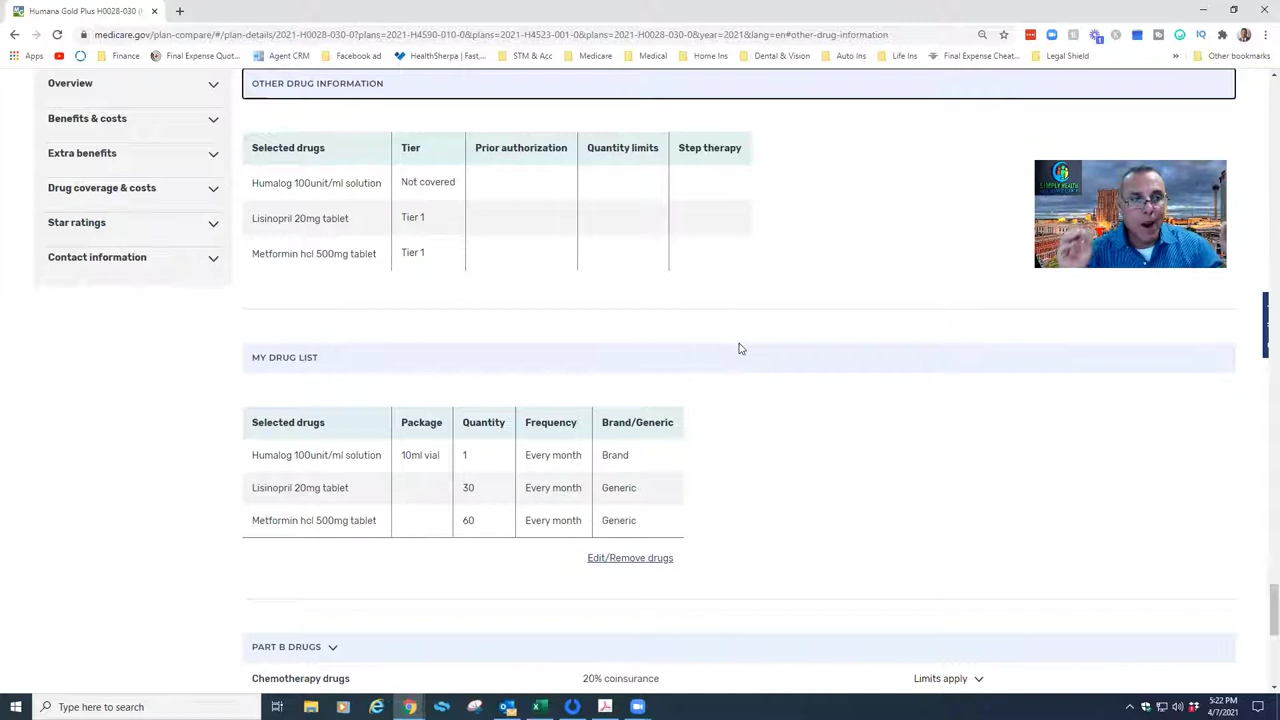 Humana Gold Plus H0028-030 (
medicare.gov/plan-compare/#/plan-details/2021-H0028-030-0?plans=2021-H4590-010-0&plans=2021-H4523-001-0&plans=2021-H0028-030-0&year=2021&lang=en#other-drug-information
Apps Finance Final Expense Quot... Agent CRM Facebook ad HealthSherpa | Fast,... STM & Acc Medicare Medical Home Ins Dental & Vision Auto Ins Life Ins Final Expense Cheat... Legal Shield » Other bookmarks
Overview
Benefits & costs
Extra benefits
Drug coverage & costs
Star ratings
Contact information
OTHER DRUG INFORMATION
Selected drugs Tier Prior authorization Quantity limits Step therapy
Humalog 100unit/ml solution Not covered
Lisinopril 20mg tablet Tier 1
Metformin hcl 500mg tablet Tier 1
SIMPLY HEALTH
MY DRUG LIST
Selected drugs Package Quantity Frequency Brand/Generic
Humalog 100unit/ml solution 10ml vial 1 Every month Brand
Lisinopril 20mg tablet 30 Every month Generic
Metformin hcl 500mg tablet 60 Every month Generic
Edit/Remove drugs
PART B DRUGS
Chemotherapy drugs 20% coinsurance Limits apply
Type here to search
5:22 PM
4/7/2021